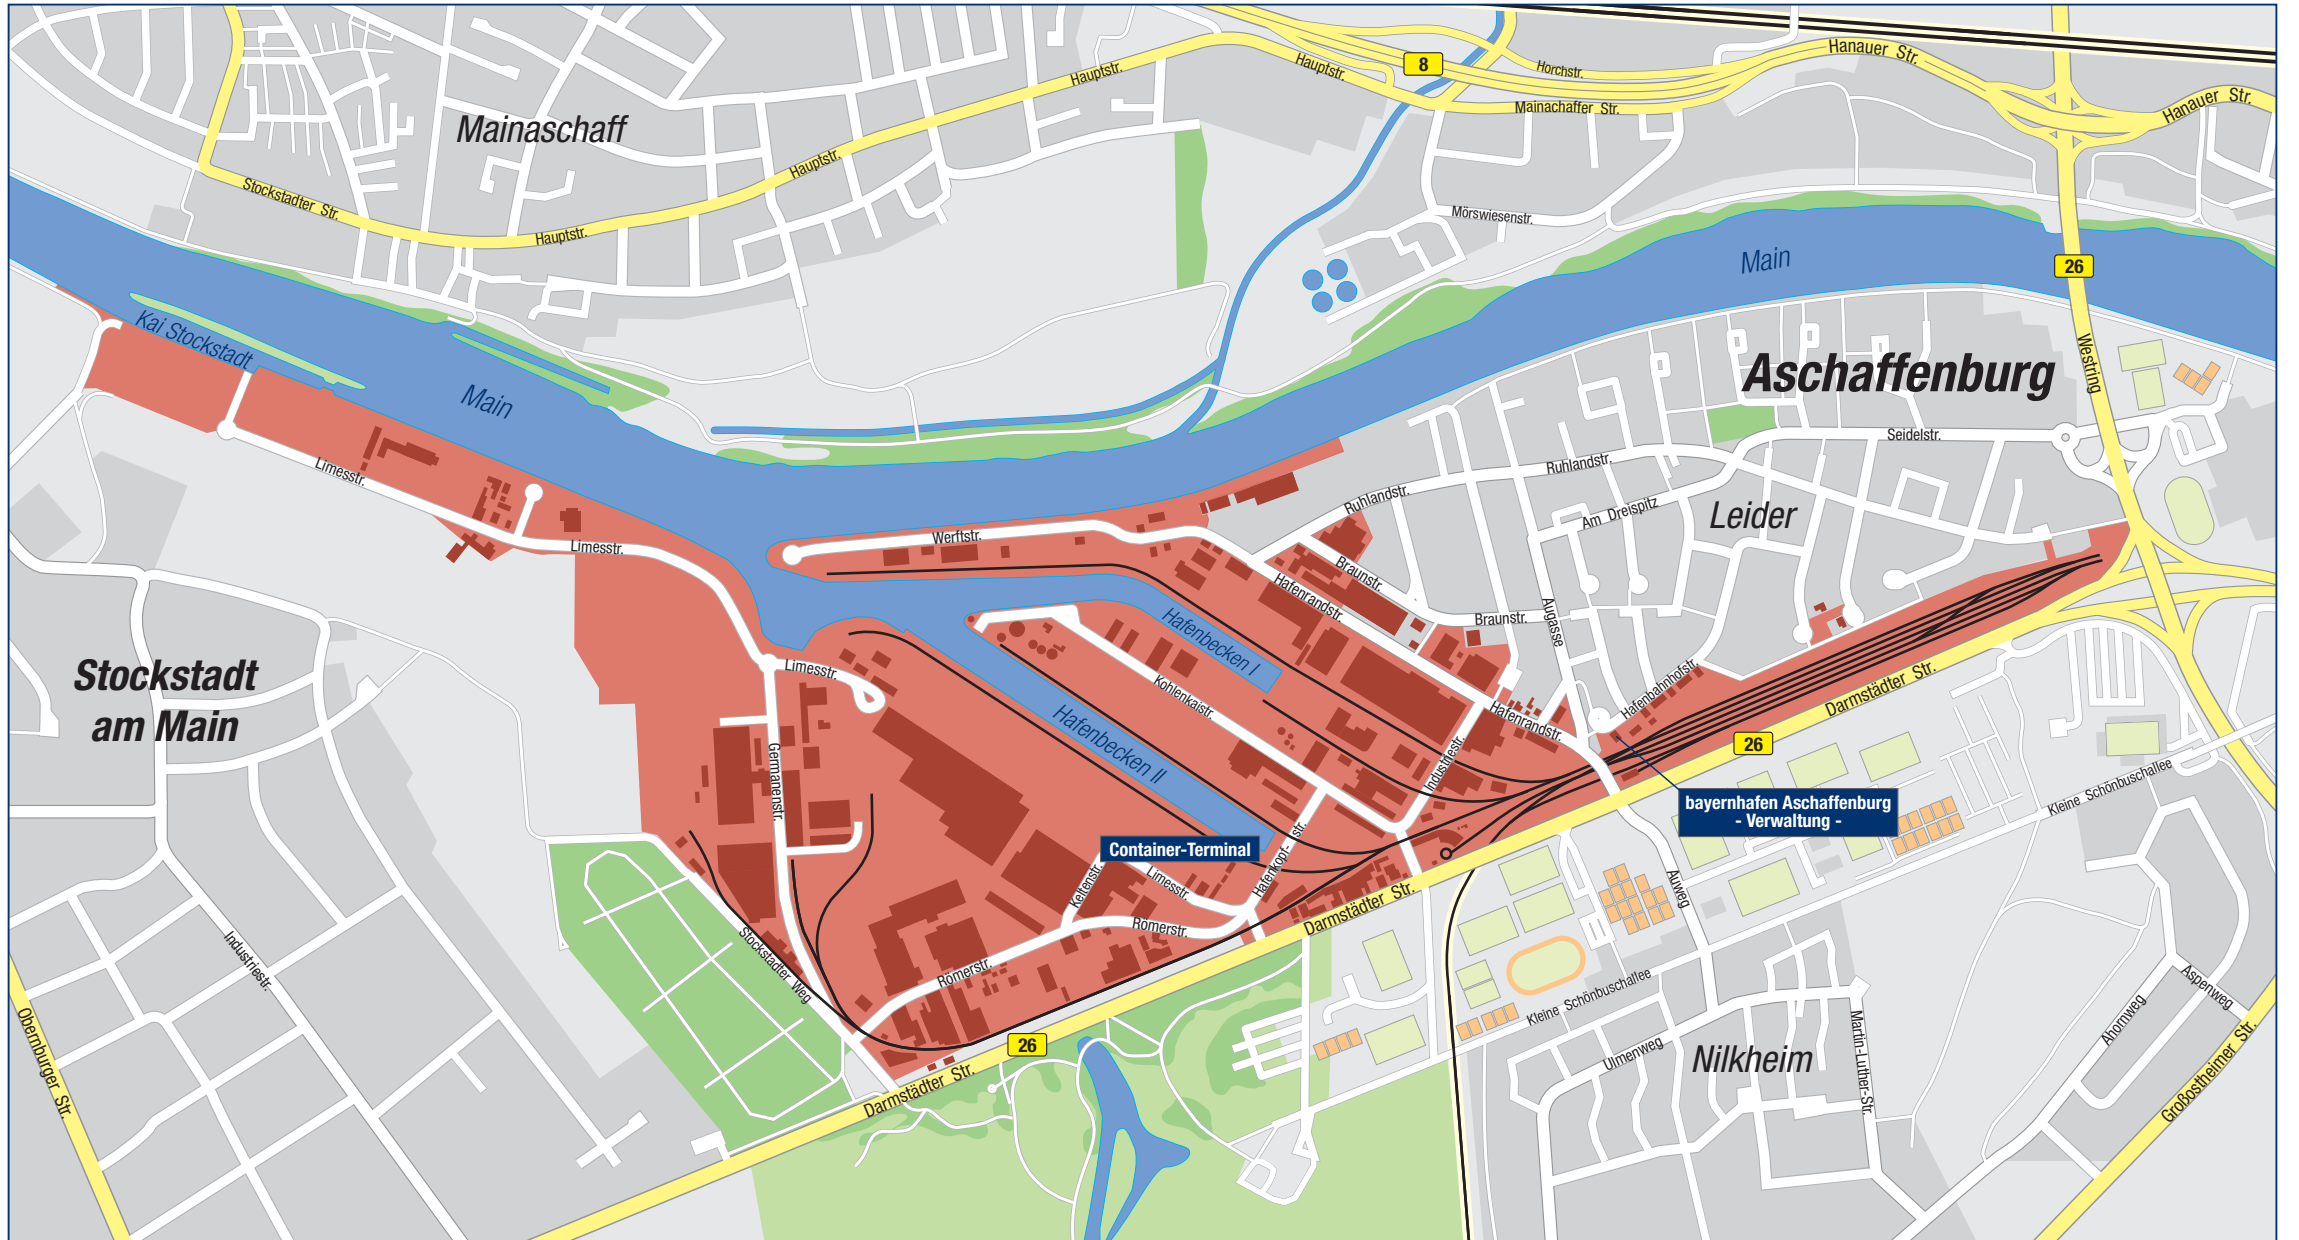 Hanauer Str.
8
Hauptstr.
Hauptstr.
Horchstr.
Mainachaffer Str.
Hanauer Str.
Mainaschaff
Hauptstr.
Stockstadter Str.
Hauptstr.
Mörswiesenstr.
Main
26
Kai Stockstadt
Main
Westring
Aschaffenburg
Seidelstr.
Limesstr.
Ruhlandstr.
Ruhlandstr.
Am Dreispitz
Leider
Limesstr.
Werftstr.
Hafenrandstr.
Braunstr.
Braunstr.
Augasse
Hafenbecken I
Stockstadt
am Main
Limesstr.
Kohlenkaistr.
Hafenbahnhofstr.
Hafenrandstr.
Darmstädter Str.
26
Hafenbecken II
Germanenstr.
Industriestr.
bayernhafen Aschaffenburg
- Verwaltung -
Kleine Schönbuschallee
Container-Terminal
Keltenstr.
Limesstr.
Hafenkopf-
str.
Römerstr.
Darmstädter Str.
Auweg
Stockstadter Weg
Römerstr.
Industriestr.
Kleine Schönbuschallee
Aspenweg
Ahornweg
Obernburger Str.
26
Darmstädter Str.
Ulmenweg
Nilkheim
Martin-Luther-Str.
Großostheimer Str.